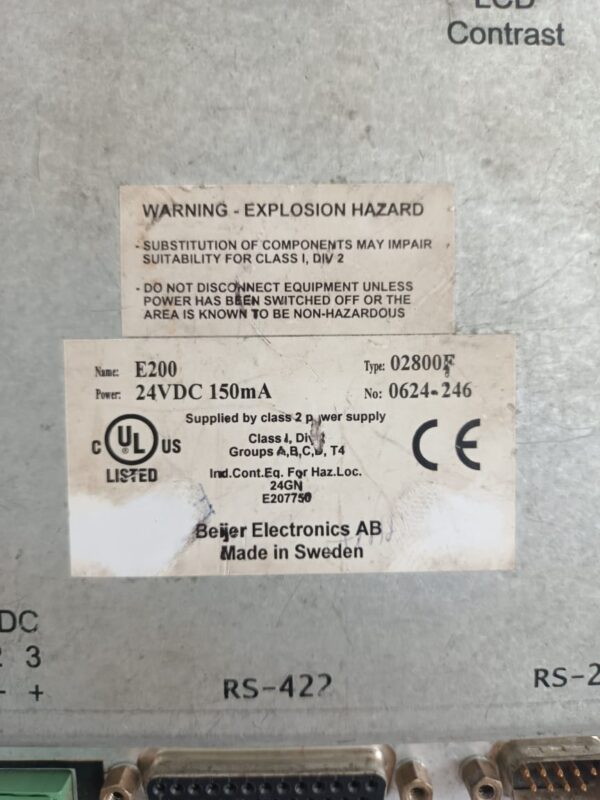 LCD
Contrast
WARNING - EXPLOSION HAZARD
- SUBSTITUTION OF COMPONENTS MAY IMPAIR
SUITABILITY FOR CLASS I, DIV 2
- DO NOT DISCONNECT EQUIPMENT UNLESS
POWER HAS BEEN SWITCHED OFF OR THE
AREA IS KNOWN TO BE NON-HAZARDOUS
Name: E200
Type: 02800F
Power: 24VDC 150mA
No: 0624-246
Supplied by class 2 power supply
Class I, Div 2
Groups A,B,C,D, T4
Ind.Cont.Eq. For Haz.Loc.
24GN
E207750
C UL US
LISTED
CE
Beijer Electronics AB
Made in Sweden
DC
2 3
- +
RS-422
RS-2